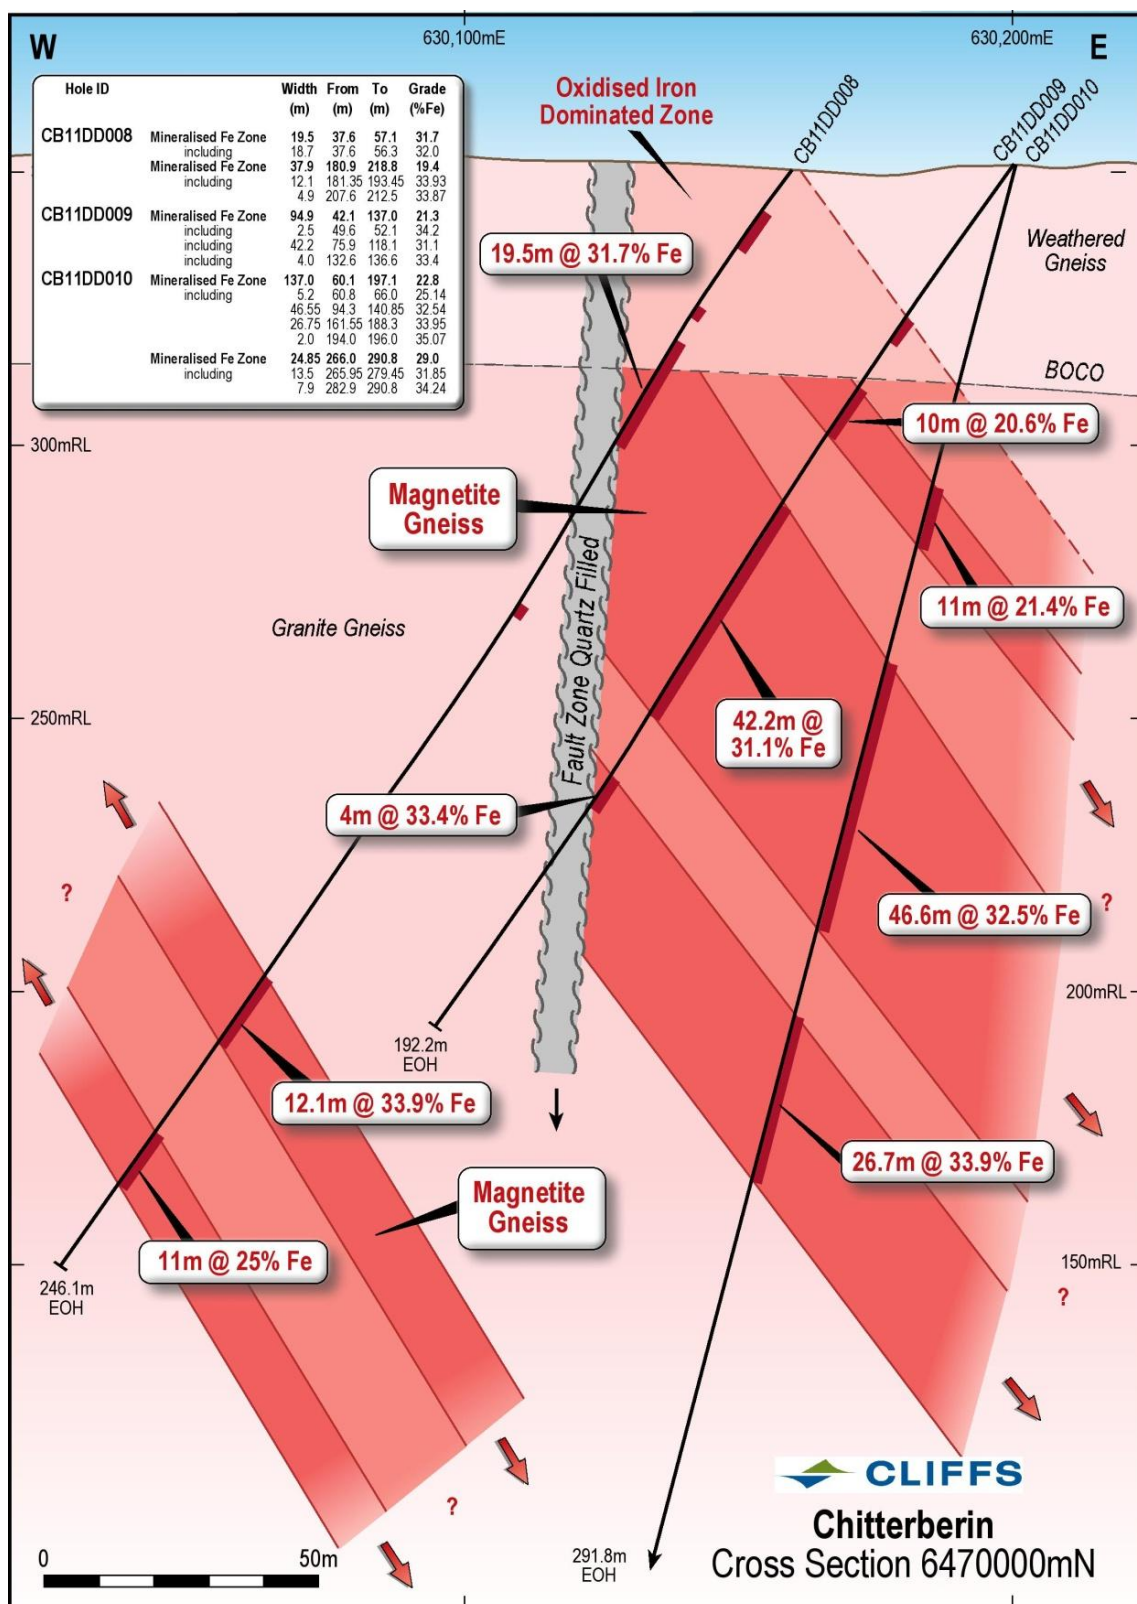 W
630,100mE
630,200mE
E
Hole ID Width From To Grade
(m) (m) (m) (%Fe)
CB11DD008 Mineralised Fe Zone 19.5 37.6 57.1 31.7
including 18.7 37.6 56.3 32.0
Mineralised Fe Zone 37.9 180.9 218.8 19.4
including 12.1 181.35 193.45 33.93
4.9 207.6 212.5 33.87
CB11DD009 Mineralised Fe Zone 94.9 42.1 137.0 21.3
including 2.5 49.6 52.1 34.2
including 42.2 75.9 118.1 31.1
including 4.0 132.6 136.6 33.4
CB11DD010 Mineralised Fe Zone 137.0 60.1 197.1 22.8
including 5.2 60.8 66.0 25.14
46.55 94.3 140.85 32.54
26.75 161.55 188.3 33.95
2.0 194.0 196.0 35.07
Mineralised Fe Zone 24.85 266.0 290.8 29.0
including 13.5 265.95 279.45 31.85
7.9 282.9 290.8 34.24
Oxidised Iron
Dominated Zone
CB11DD008
CB11DD009
CB11DD010
Weathered
Gneiss
19.5m @ 31.7% Fe
BOCO
10m @ 20.6% Fe
300mRL
Magnetite
Gneiss
11m @ 21.4% Fe
Granite Gneiss
Fault Zone Quartz Filled
250mRL
42.2m @
31.1% Fe
4m @ 33.4% Fe
?
?
46.6m @ 32.5% Fe
200mRL
192.2m
EOH
12.1m @ 33.9% Fe
26.7m @ 33.9% Fe
Magnetite
Gneiss
11m @ 25% Fe
150mRL
246.1m
EOH
?
?
CLIFFS
Chitterberin
Cross Section 6470000mN
0 50m
291.8m
EOH